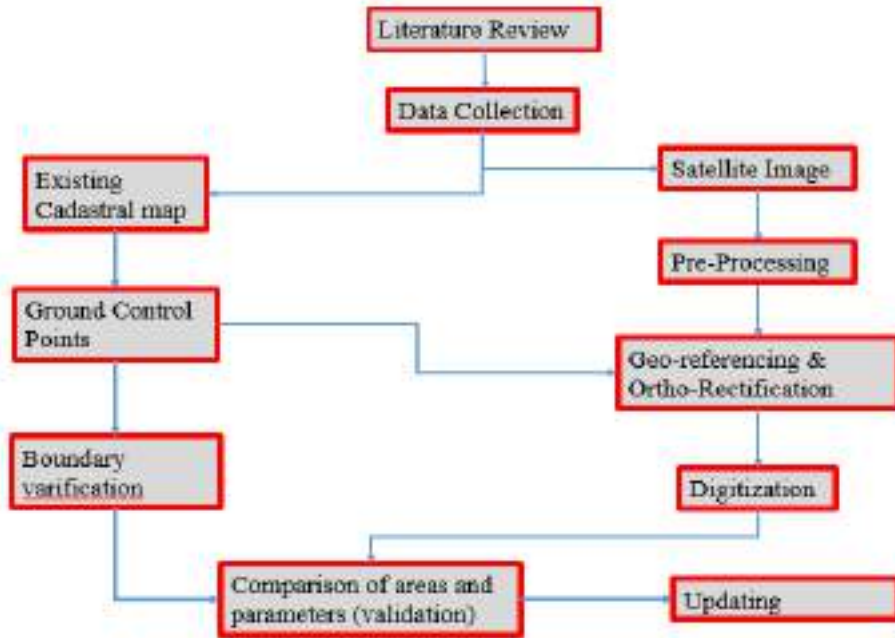 Literature Review
Data Collection
Existing
Cadastral map
Satellite Image
Pre-Processing
Ground Control
Points
Geo-referencing &
Ortho-Rectification
Boundary
varification
Digitization
Comparison of areas and
parameters (validation)
Updating